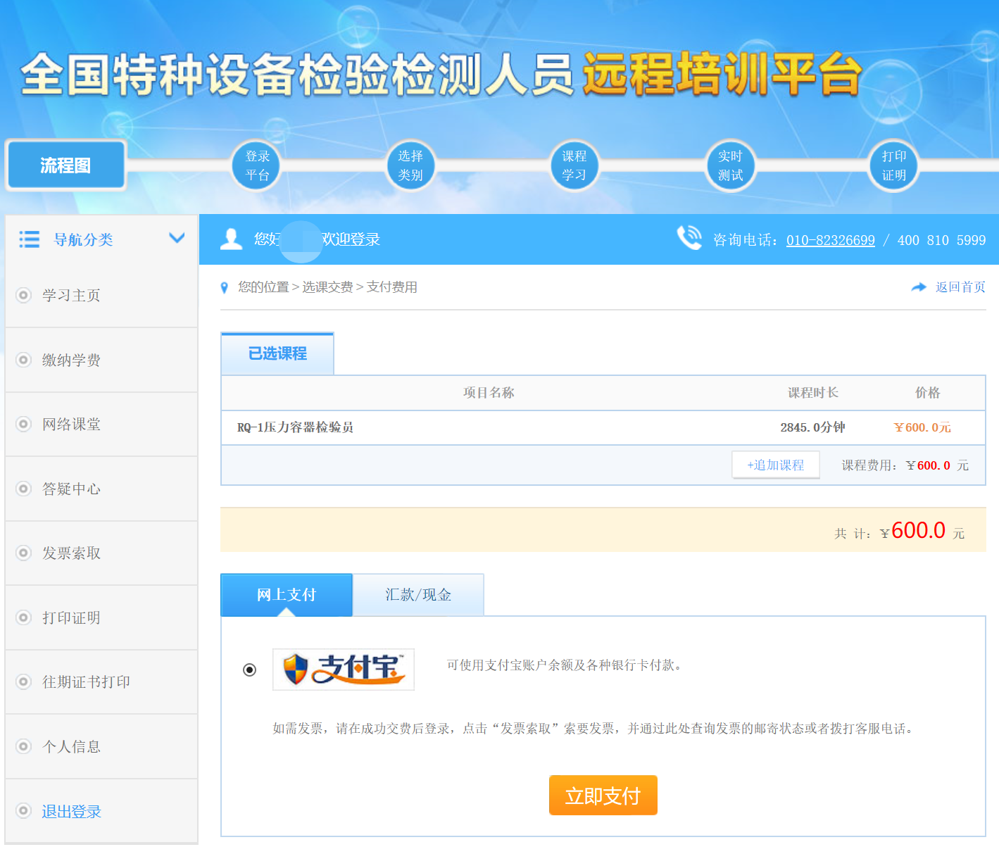 全国特种设备检验检测人员远程培训平台
流程图
登录
平台
选择
类别
课程
学习
实时
测试
打印
证明
导航分类
学习主页
缴纳学费
网络课堂
答疑中心
发票索取
打印证明
往期证书打印
个人信息
退出登录
您好 欢迎登录
咨询电话：010-82326699 / 400 810 5999
您的位置 > 选课交费 > 支付费用
返回首页
已选课程
项目名称 课程时长 价格
RQ-1压力容器检验员 2845.0分钟 ￥600.0元
+追加课程 课程费用：￥600.0 元
共 计：￥600.0 元
网上支付 汇款/现金
支付宝™ 可使用支付宝账户余额及各种银行卡付款。
如需发票，请在成功交费后登录，点击“发票索取”索要发票，并通过此处查询发票的邮寄状态或者拨打客服电话。
立即支付